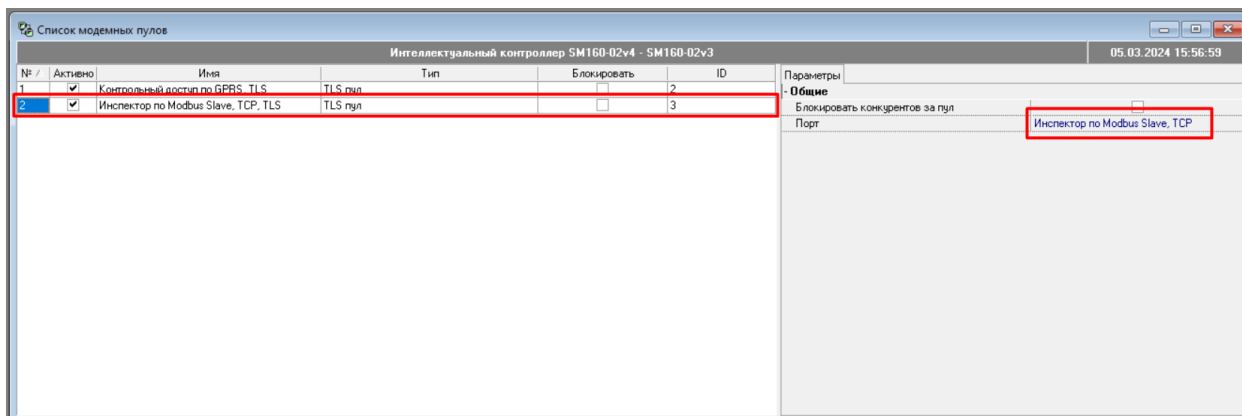 Список модемных пулов
Интеллектуальный контроллер SM160-02v4 - SM160-02v3 05.03.2024 15:56:59
№ / Активно Имя Тип Блокировать ID
1 Контрольный доступ по GPRS, TLS TLS пул 2
2 Инспектор по Modbus Slave, TCP, TLS TLS пул 3
Параметры
- Общие
Блокировать конкурентов за пул
Порт Инспектор по Modbus Slave, TCP